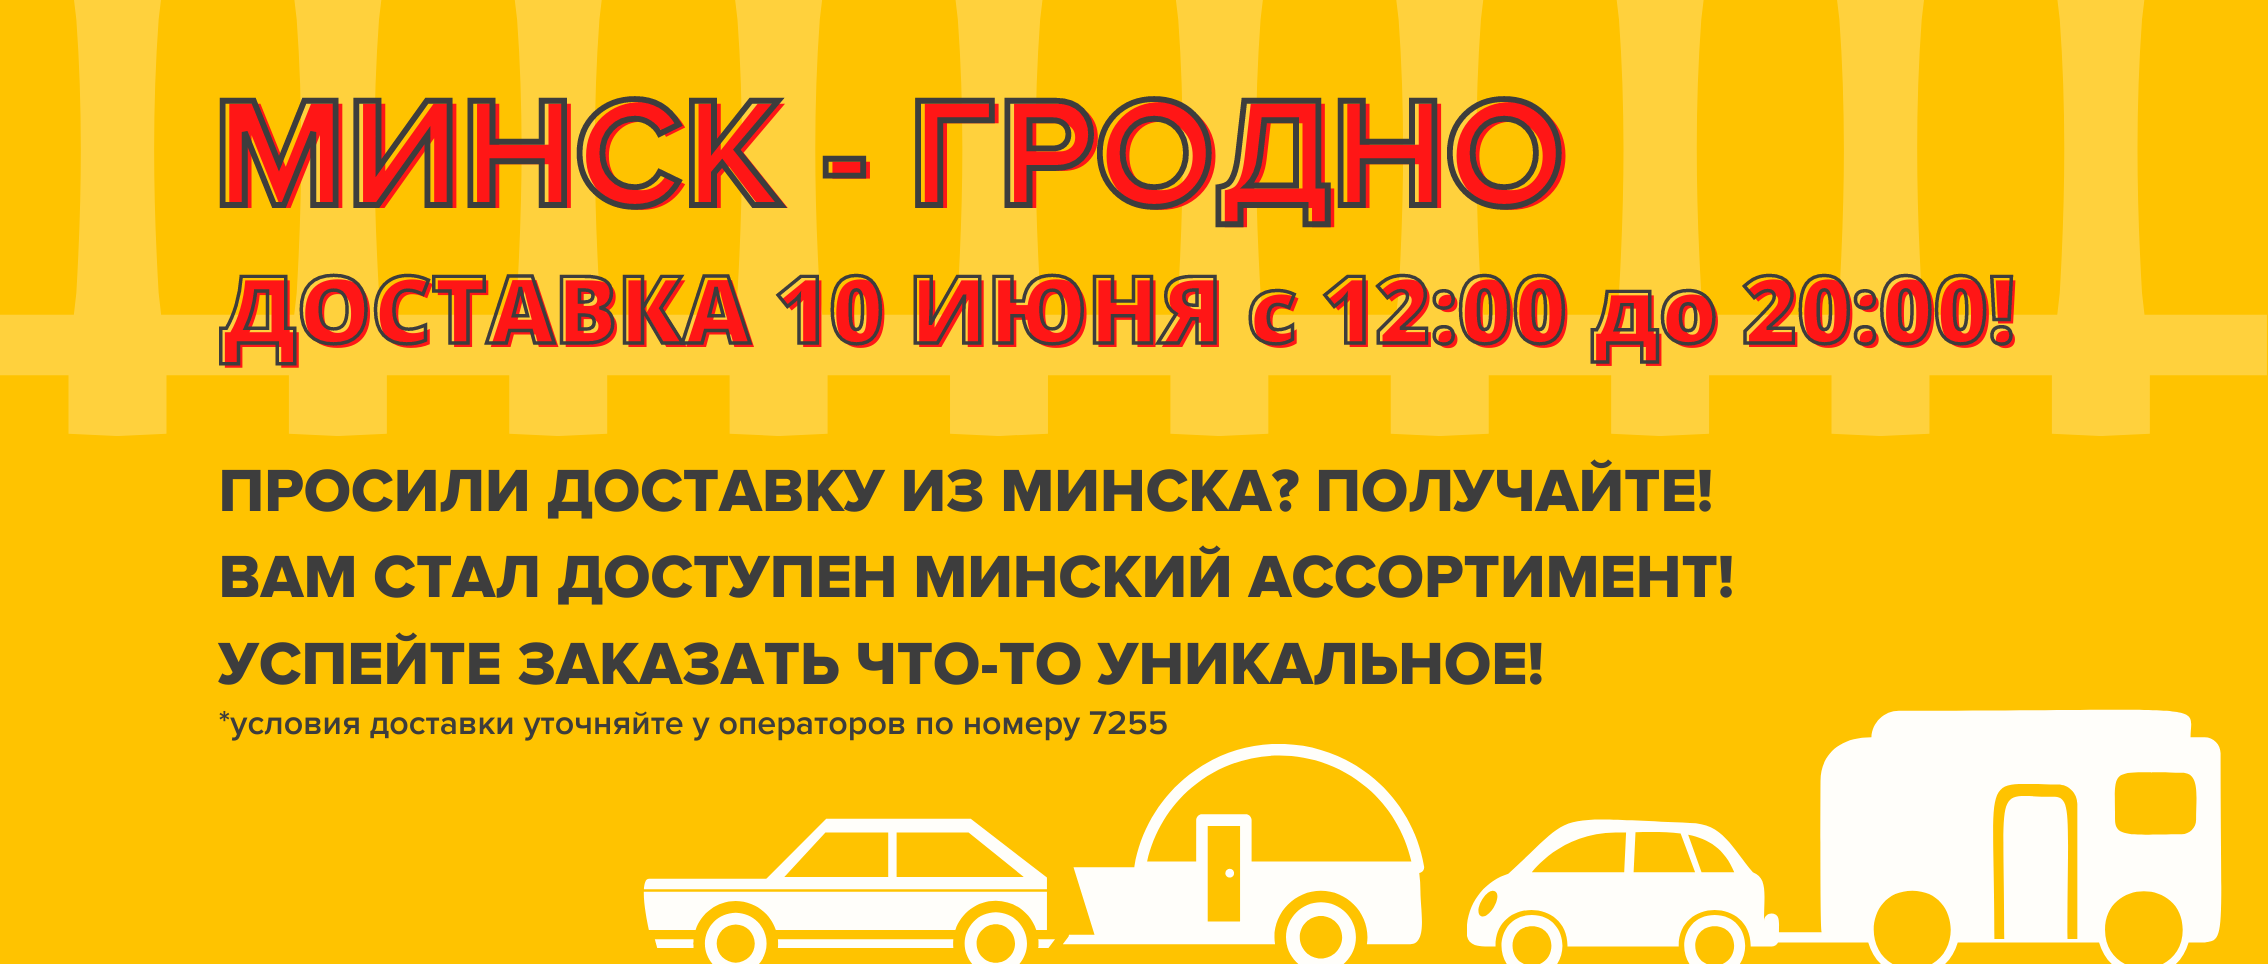 МИНСК - ГРОДНО
ДОСТАВКА 10 ИЮНЯ с 12:00 до 20:00!
ПРОСИЛИ ДОСТАВКУ ИЗ МИНСКА? ПОЛУЧАЙТЕ!
ВАМ СТАЛ ДОСТУПЕН МИНСКИЙ АССОРТИМЕНТ!
УСПЕЙТЕ ЗАКАЗАТЬ ЧТО-ТО УНИКАЛЬНОЕ!
*условия доставки уточняйте у операторов по номеру 7255